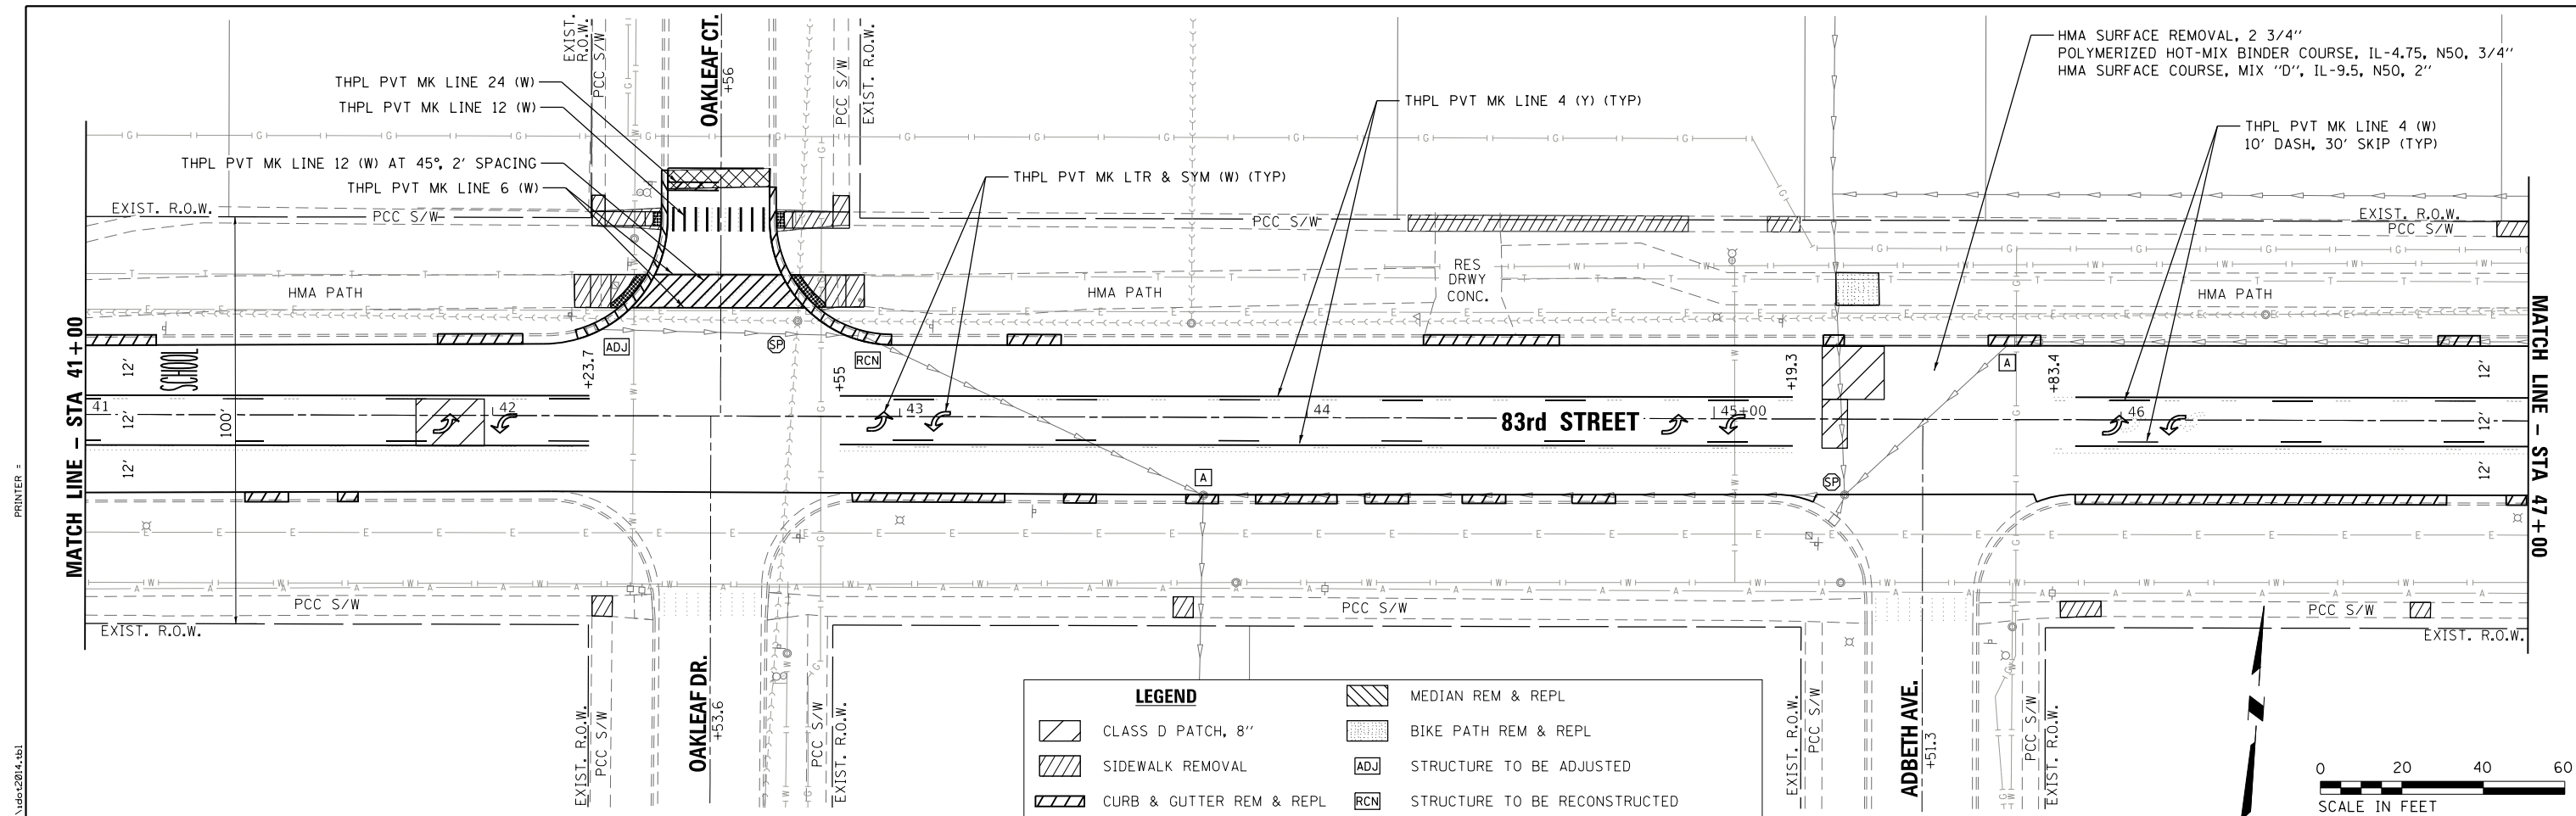 OAKLEAF CT.
+56
EXIST. R.O.W.
PCC S/W
PCC S/W
EXIST. R.O.W.
HMA SURFACE REMOVAL, 2 3/4"
POLYMERIZED HOT-MIX BINDER COURSE, IL-4.75, N50, 3/4"
HMA SURFACE COURSE, MIX "D", IL-9.5, N50, 2"
THPL PVT MK LINE 24 (W)
THPL PVT MK LINE 12 (W)
THPL PVT MK LINE 12 (W) AT 45°, 2' SPACING
THPL PVT MK LINE 6 (W)
THPL PVT MK LINE 4 (Y) (TYP)
THPL PVT MK LTR & SYM (W) (TYP)
THPL PVT MK LINE 4 (W)
10' DASH, 30' SKIP (TYP)
EXIST. R.O.W.
PCC S/W
PCC S/W
EXIST. R.O.W.
PCC S/W
HMA PATH
HMA PATH
RES
DRWY
CONC.
HMA PATH
MATCH LINE - STA 41+00
MATCH LINE - STA 47+00
SCHOOL
12'
12'
12'
100'
+23.7
ADJ
SP
+55
RCN
+19.3
A
+83.4
12'
12'
12'
41
42
43
44
83rd STREET
45+00
46
A
SP
PCC S/W
PCC S/W
PCC S/W
EXIST. R.O.W.
EXIST. R.O.W.
OAKLEAF DR.
+53.6
EXIST. R.O.W.
PCC S/W
PCC S/W
EXIST. R.O.W.
ADBETH AVE.
+51.3
EXIST. R.O.W.
PCC S/W
PCC S/W
EXIST. R.O.W.
LEGEND
CLASS D PATCH, 8"
SIDEWALK REMOVAL
CURB & GUTTER REM & REPL
MEDIAN REM & REPL
BIKE PATH REM & REPL
ADJ STRUCTURE TO BE ADJUSTED
RCN STRUCTURE TO BE RECONSTRUCTED
0 20 40 60
SCALE IN FEET
PRINTER =